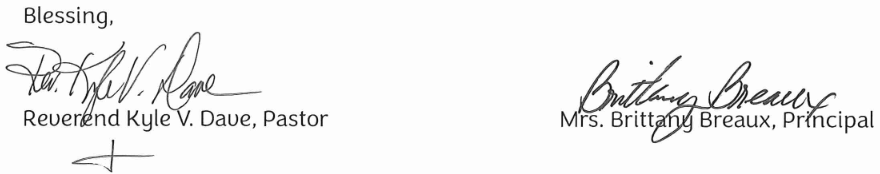 Blessing,
Rev. Kyle V. Dave
Brittany Breaux
Reverend Kyle V. Dave, Pastor
Mrs. Brittany Breaux, Principal